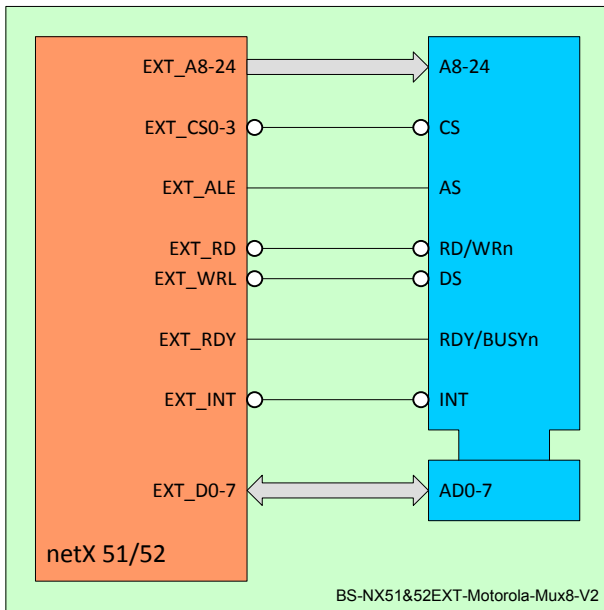 EXT_A8-24 A8-24
EXT_CS0-3 CS
EXT_ALE AS
EXT_RD RD/WRn
EXT_WRL DS
EXT_RDY RDY/BUSYn
EXT_INT INT
EXT_D0-7 AD0-7
netX 51/52
BS-NX51&52EXT-Motorola-Mux8-V2